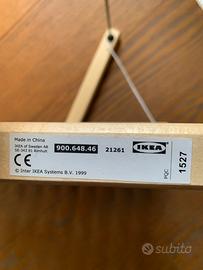 Made in China
IKEA of Sweden AB
SE-343 81 Älmhult
900.648.46
21261
IKEA
CE
© Inter IKEA Systems B.V. 1999
PQC
1527
subito